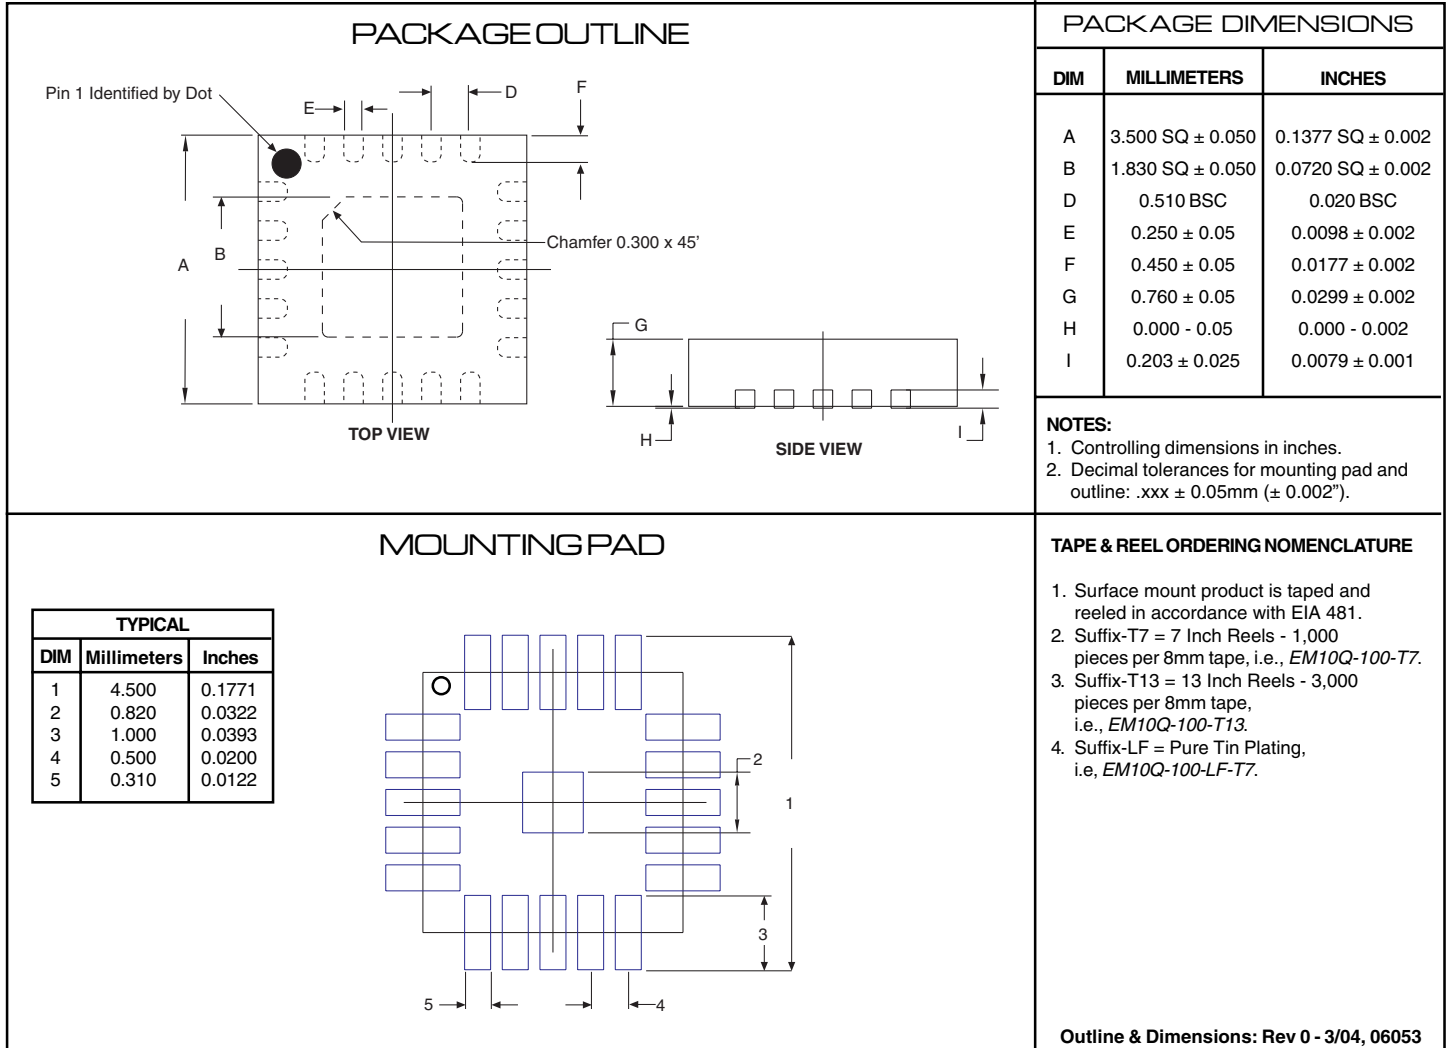 PACKAGE OUTLINE
Pin 1 Identified by Dot
E
D
F
A
B
Chamfer 0.300 x 45’
TOP VIEW
G
H
I
SIDE VIEW
PACKAGE DIMENSIONS
DIM MILLIMETERS INCHES
A 3.500 SQ ± 0.050 0.1377 SQ ± 0.002
B 1.830 SQ ± 0.050 0.0720 SQ ± 0.002
D 0.510 BSC 0.020 BSC
E 0.250 ± 0.05 0.0098 ± 0.002
F 0.450 ± 0.05 0.0177 ± 0.002
G 0.760 ± 0.05 0.0299 ± 0.002
H 0.000 - 0.05 0.000 - 0.002
I 0.203 ± 0.025 0.0079 ± 0.001
NOTES:
1. Controlling dimensions in inches.
2. Decimal tolerances for mounting pad and
outline: .xxx ± 0.05mm (± 0.002”).
MOUNTING PAD
TYPICAL
DIM Millimeters Inches
1 4.500 0.1771
2 0.820 0.0322
3 1.000 0.0393
4 0.500 0.0200
5 0.310 0.0122
2
1
3
5
4
TAPE & REEL ORDERING NOMENCLATURE
1. Surface mount product is taped and
reeled in accordance with EIA 481.
2. Suffix-T7 = 7 Inch Reels - 1,000
pieces per 8mm tape, i.e., EM10Q-100-T7.
3. Suffix-T13 = 13 Inch Reels - 3,000
pieces per 8mm tape,
i.e., EM10Q-100-T13.
4. Suffix-LF = Pure Tin Plating,
i.e, EM10Q-100-LF-T7.
Outline & Dimensions: Rev 0 - 3/04, 06053